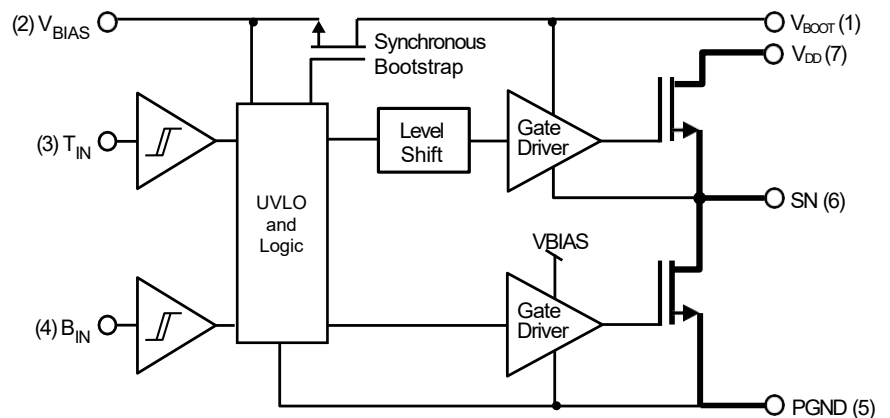 (2) VBIAS
VBOOT (1)
Synchronous
Bootstrap
VDD (7)
(3) TIN
Level
Shift
Gate
Driver
UVLO
and
Logic
SN (6)
VBIAS
(4) BIN
Gate
Driver
PGND (5)